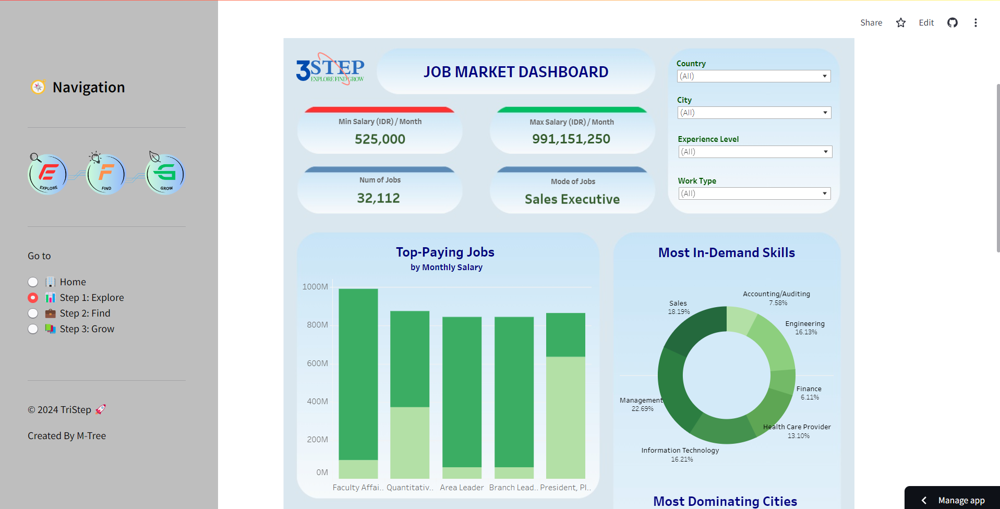 Share
Edit
Navigation
EXPLORE
FIND
GROW
Go to
Home
Step 1: Explore
Step 2: Find
Step 3: Grow
© 2024 TriStep
Created By M-Tree
3STEP
EXPLORE FIND GROW
JOB MARKET DASHBOARD
Country
(All)
City
(All)
Experience Level
(All)
Work Type
(All)
Min Salary (IDR) / Month
525,000
Max Salary (IDR) / Month
991,151,250
Num of Jobs
32,112
Mode of Jobs
Sales Executive
Top-Paying Jobs
by Monthly Salary
1000M
800M
600M
400M
200M
0M
Faculty Affai..
Quantitativ..
Area Leader
Branch Lead..
President, Pl..
Most In-Demand Skills
Accounting/Auditing
7.58%
Sales
18.19%
Engineering
16.13%
Finance
6.11%
Management
22.69%
Health Care Provider
13.10%
Information Technology
16.21%
Most Dominating Cities
Manage app